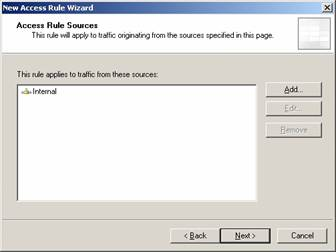 New Access Rule Wizard
Access Rule Sources
This rule will apply to traffic originating from the sources specified in this page.
This rule applies to traffic from these sources:
Internal
Add...
Edit...
Remove
< Back
Next >
Cancel